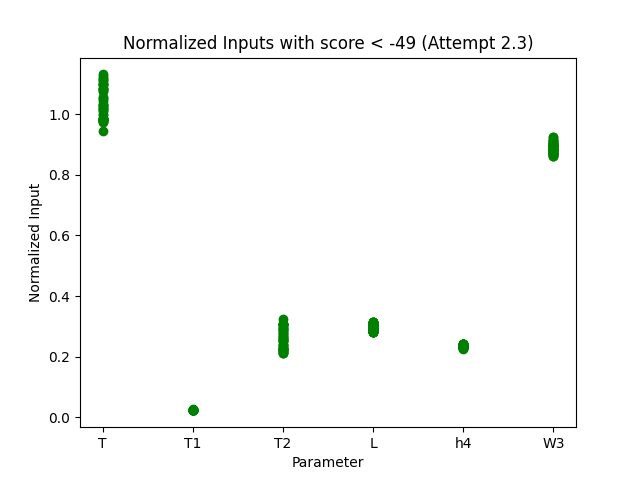 Normalized Inputs with score < -49 (Attempt 2.3)
1.0
0.8
0.6
0.4
0.2
0.0
Normalized Input
T T1 T2 L h4 W3
Parameter